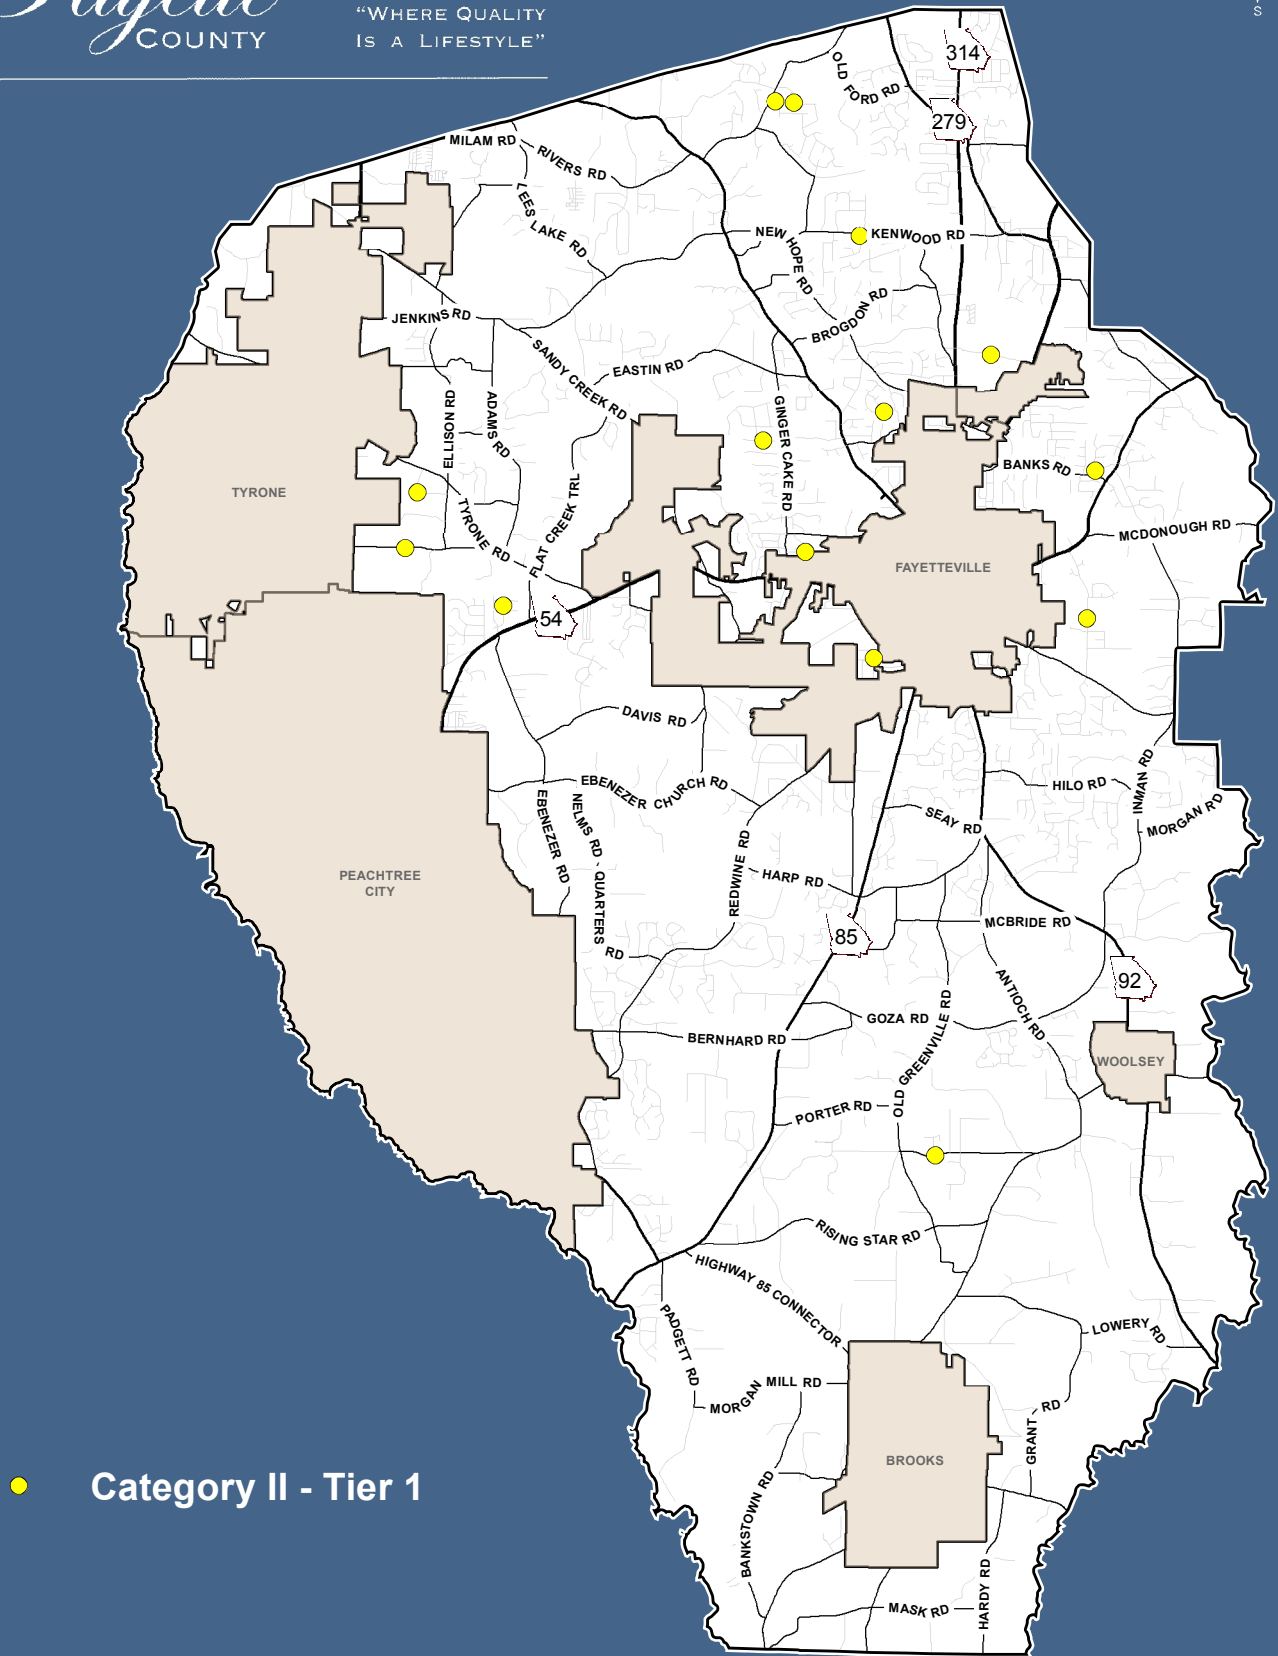 Fayette
COUNTY
“WHERE QUALITY
IS A LIFESTYLE”
S
314
OLD FORD RD
279
MILAM RD
RIVERS RD
LEES LAKE RD
NEW HOPE RD
KENWOOD RD
BROGDON RD
JENKINS RD
SANDY CREEK RD
EASTIN RD
ELLISON RD
ADAMS RD
GINGER CAKE RD
BANKS RD
TYRONE
TYRONE RD
FLAT CREEK TRL
MCDONOUGH RD
FAYETTEVILLE
54
DAVIS RD
EBENEZER CHURCH RD
HILO RD
INMAN RD
MORGAN RD
EBENEZER RD
NELMS RD
QUARTERS
RD
SEAY RD
REDWINE RD
HARP RD
PEACHTREE
CITY
85
MCBRIDE RD
92
ANTIOCH RD
GOZA RD
OLD GREENVILLE RD
BERNHARD RD
WOOLSEY
PORTER RD
RISING STAR RD
HIGHWAY 85 CONNECTOR
PADGETT RD
LOWERY RD
MORGAN MILL RD
GRANT RD
BROOKS
Category II - Tier 1
BANKSTOWN RD
HARDY RD
MASK RD